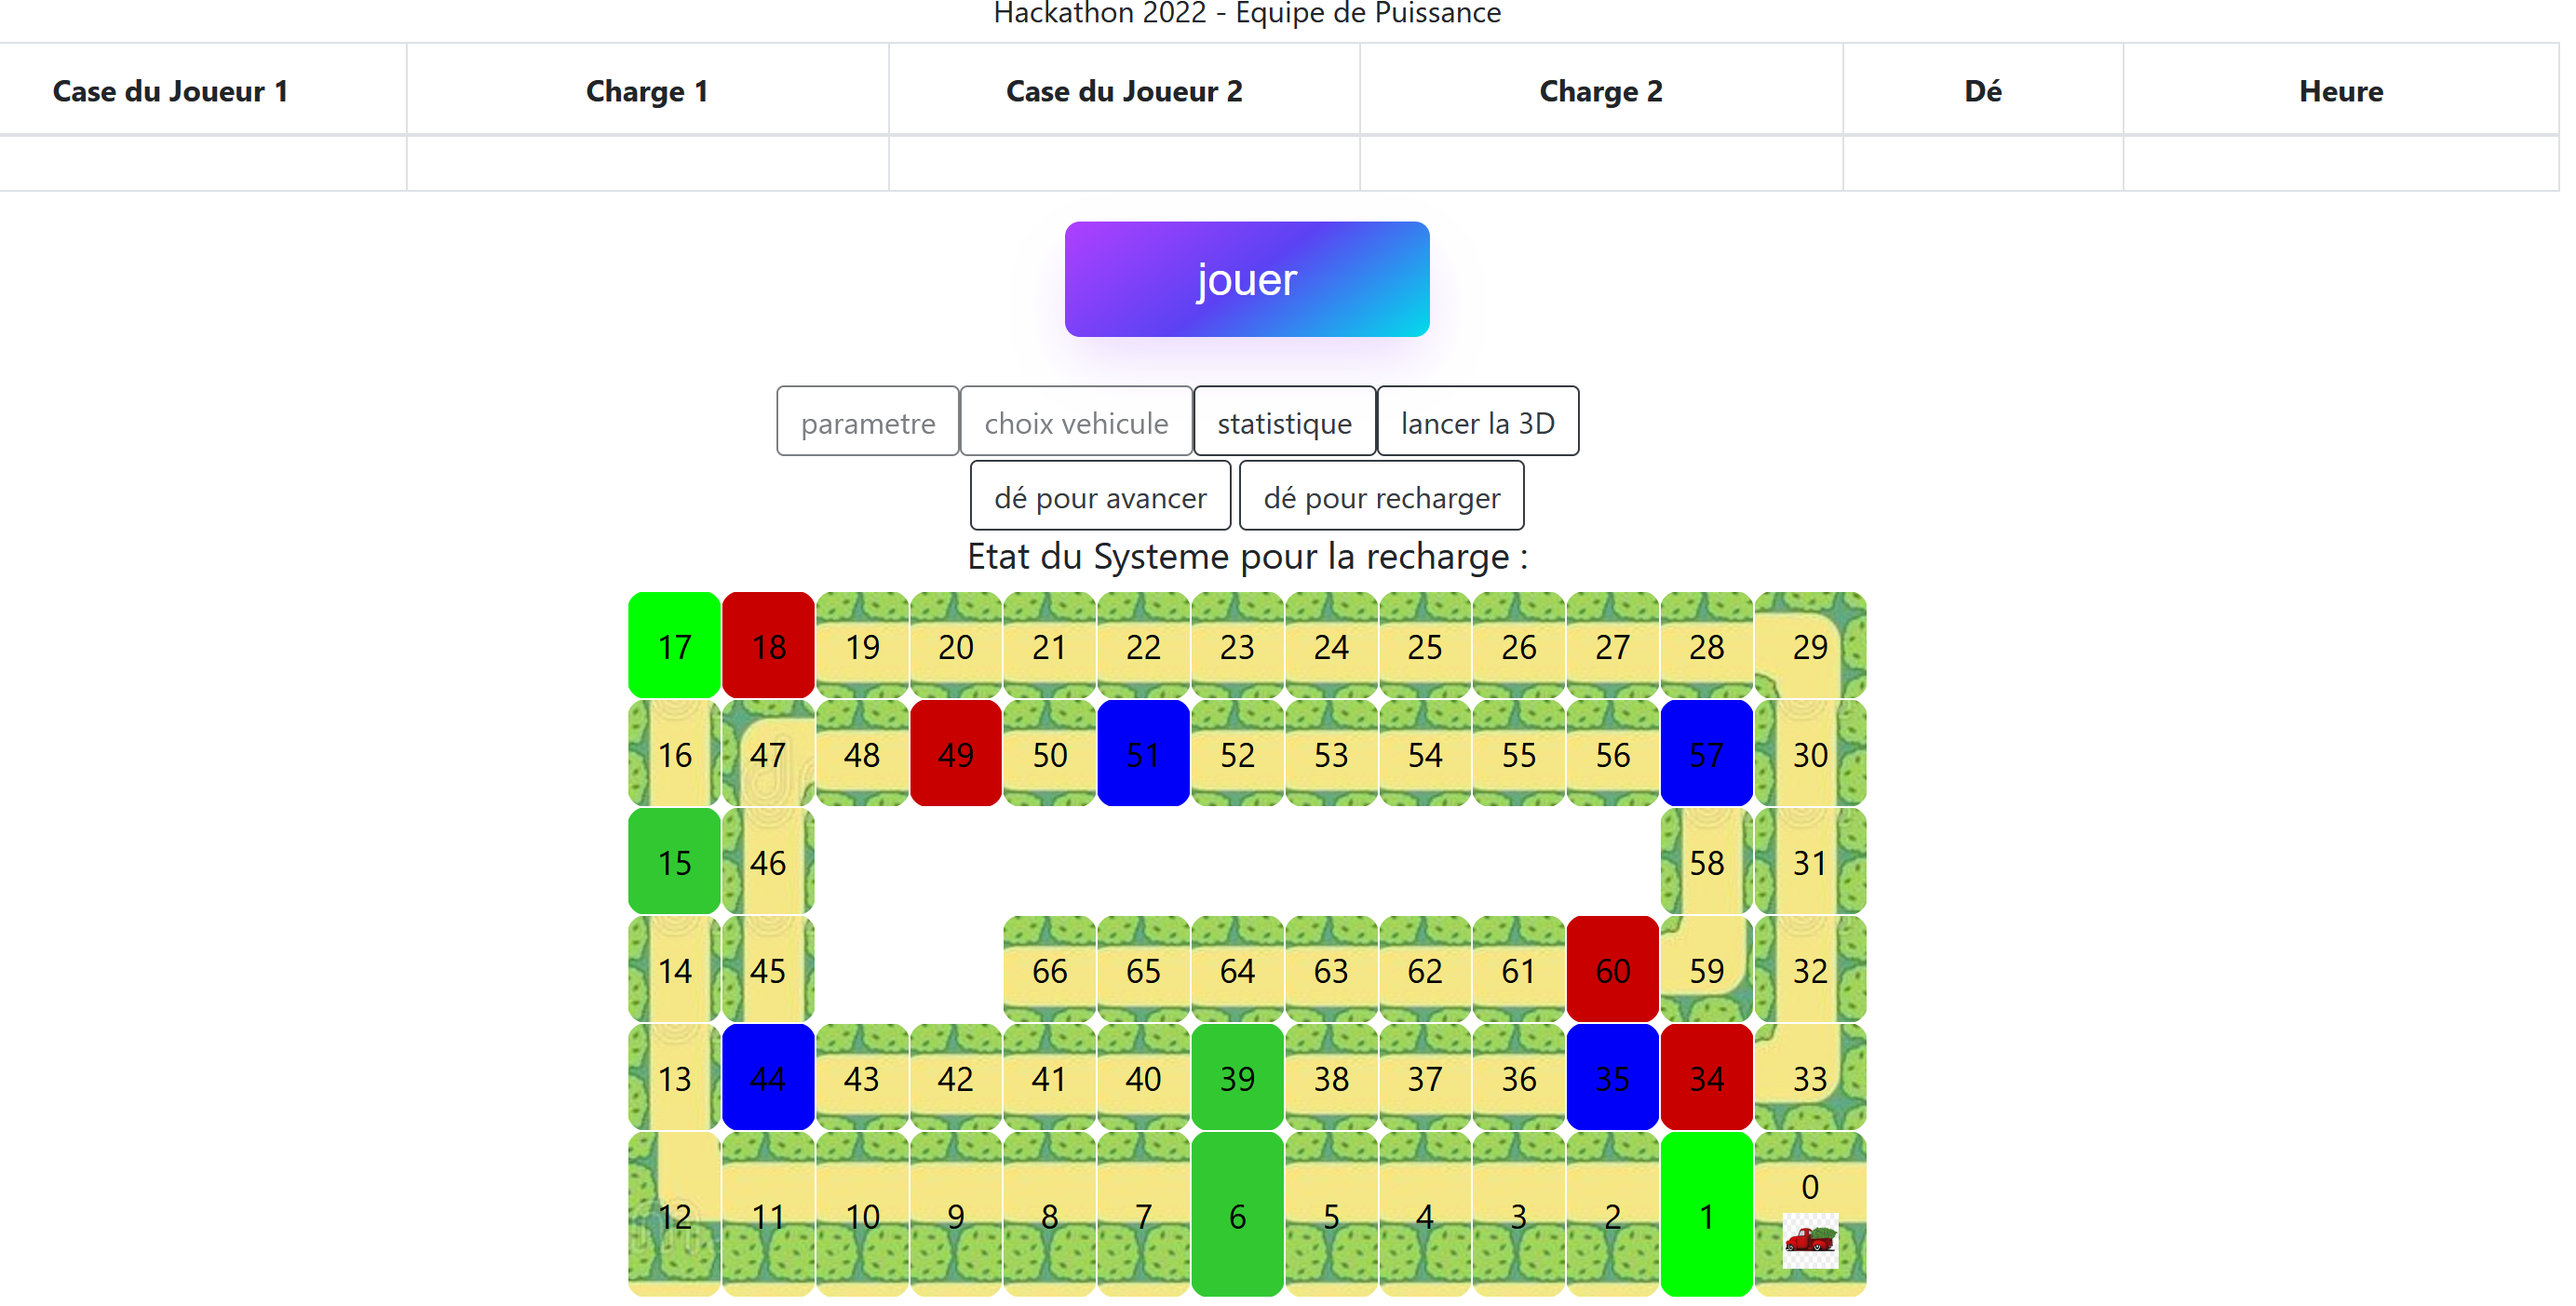 Hackathon 2022 - Equipe de Puissance
Case du Joueur 1 Charge 1 Case du Joueur 2 Charge 2 Dé Heure
jouer
parametre choix vehicule statistique lancer la 3D
dé pour avancer dé pour recharger
Etat du Systeme pour la recharge :
17 18 19 20 21 22 23 24 25 26 27 28 29
16 47 48 49 50 51 52 53 54 55 56 57 30
15 46 58 31
14 45 66 65 64 63 62 61 60 59 32
13 44 43 42 41 40 39 38 37 36 35 34 33
12 11 10 9 8 7 6 5 4 3 2 1 0